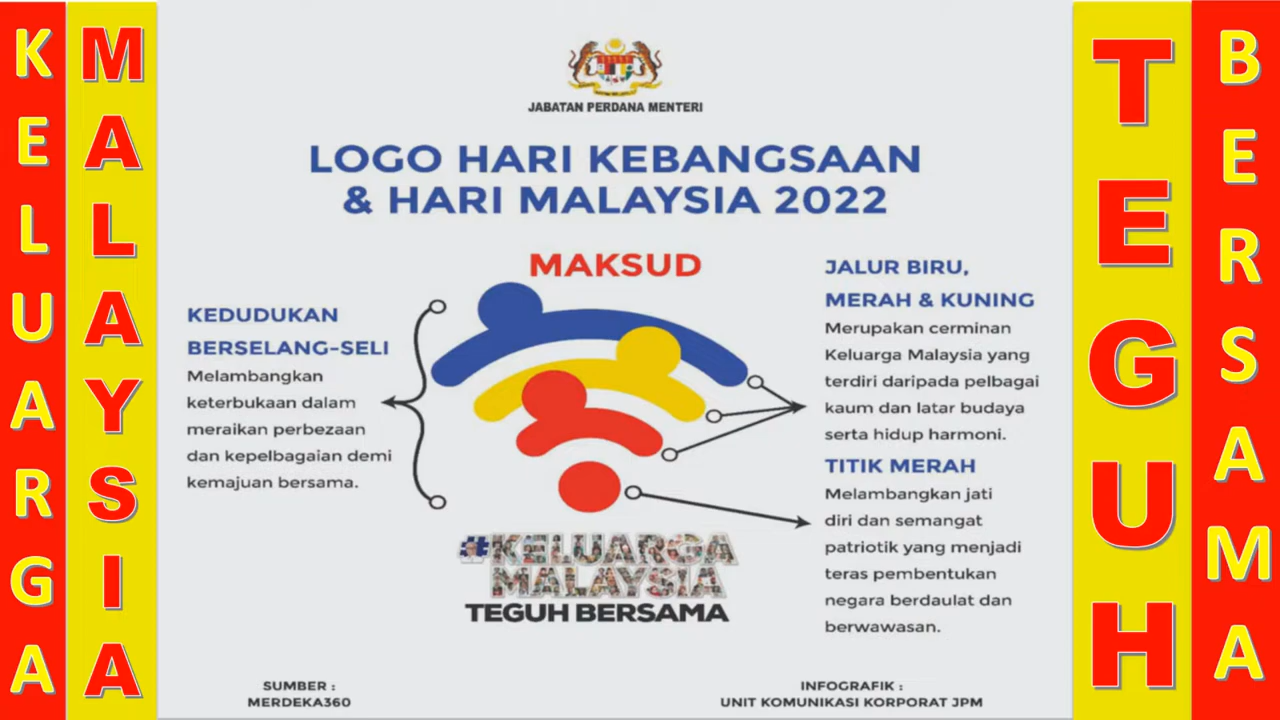 KELUARGA
MALAYSIA
JABATAN PERDANA MENTERI
LOGO HARI KEBANGSAAN
& HARI MALAYSIA 2022
MAKSUD
KEDUDUKAN
BERSELANG-SELI
Melambangkan
keterbukaan dalam
meraikan perbezaan
dan kepelbagaian demi
kemajuan bersama.
JALUR BIRU,
MERAH & KUNING
Merupakan cerminan
Keluarga Malaysia yang
terdiri daripada pelbagai
kaum dan latar budaya
serta hidup harmoni.
TITIK MERAH
Melambangkan jati
diri dan semangat
patriotik yang menjadi
teras pembentukan
negara berdaulat dan
berwawasan.
#KELUARGA
MALAYSIA
TEGUH BERSAMA
SUMBER :
MERDEKA360
INFOGRAFIK :
UNIT KOMUNIKASI KORPORAT JPM
TEGUH
BERSAMA